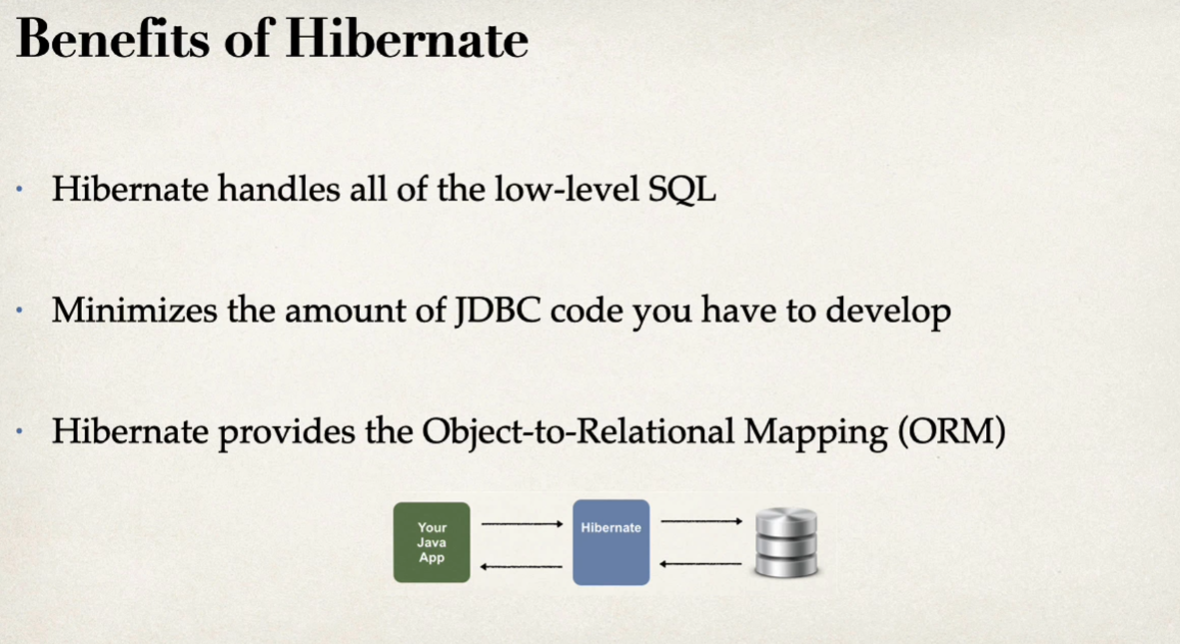 Benefits of Hibernate
· Hibernate handles all of the low-level SQL
· Minimizes the amount of JDBC code you have to develop
· Hibernate provides the Object-to-Relational Mapping (ORM)
Your
Java
App
Hibernate